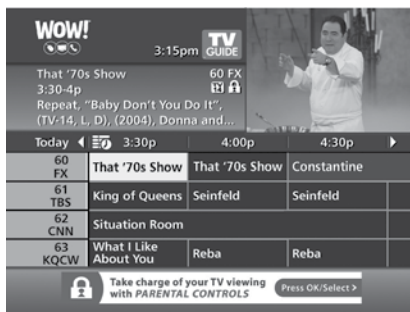 WOW!
3:15pm
TV
GUIDE
That '70s Show 60 FX
3:30-4p
Repeat, "Baby Don't You Do It",
(TV-14, L, D), (2004), Donna and...
Today 3:30p 4:00p 4:30p
60
FX
That '70s Show That '70s Show Constantine
61
TBS
King of Queens Seinfeld Seinfeld
62
CNN
Situation Room
63
KQCW
What I Like
About You
Reba Reba
Take charge of your TV viewing
with PARENTAL CONTROLS
Press OK/Select >